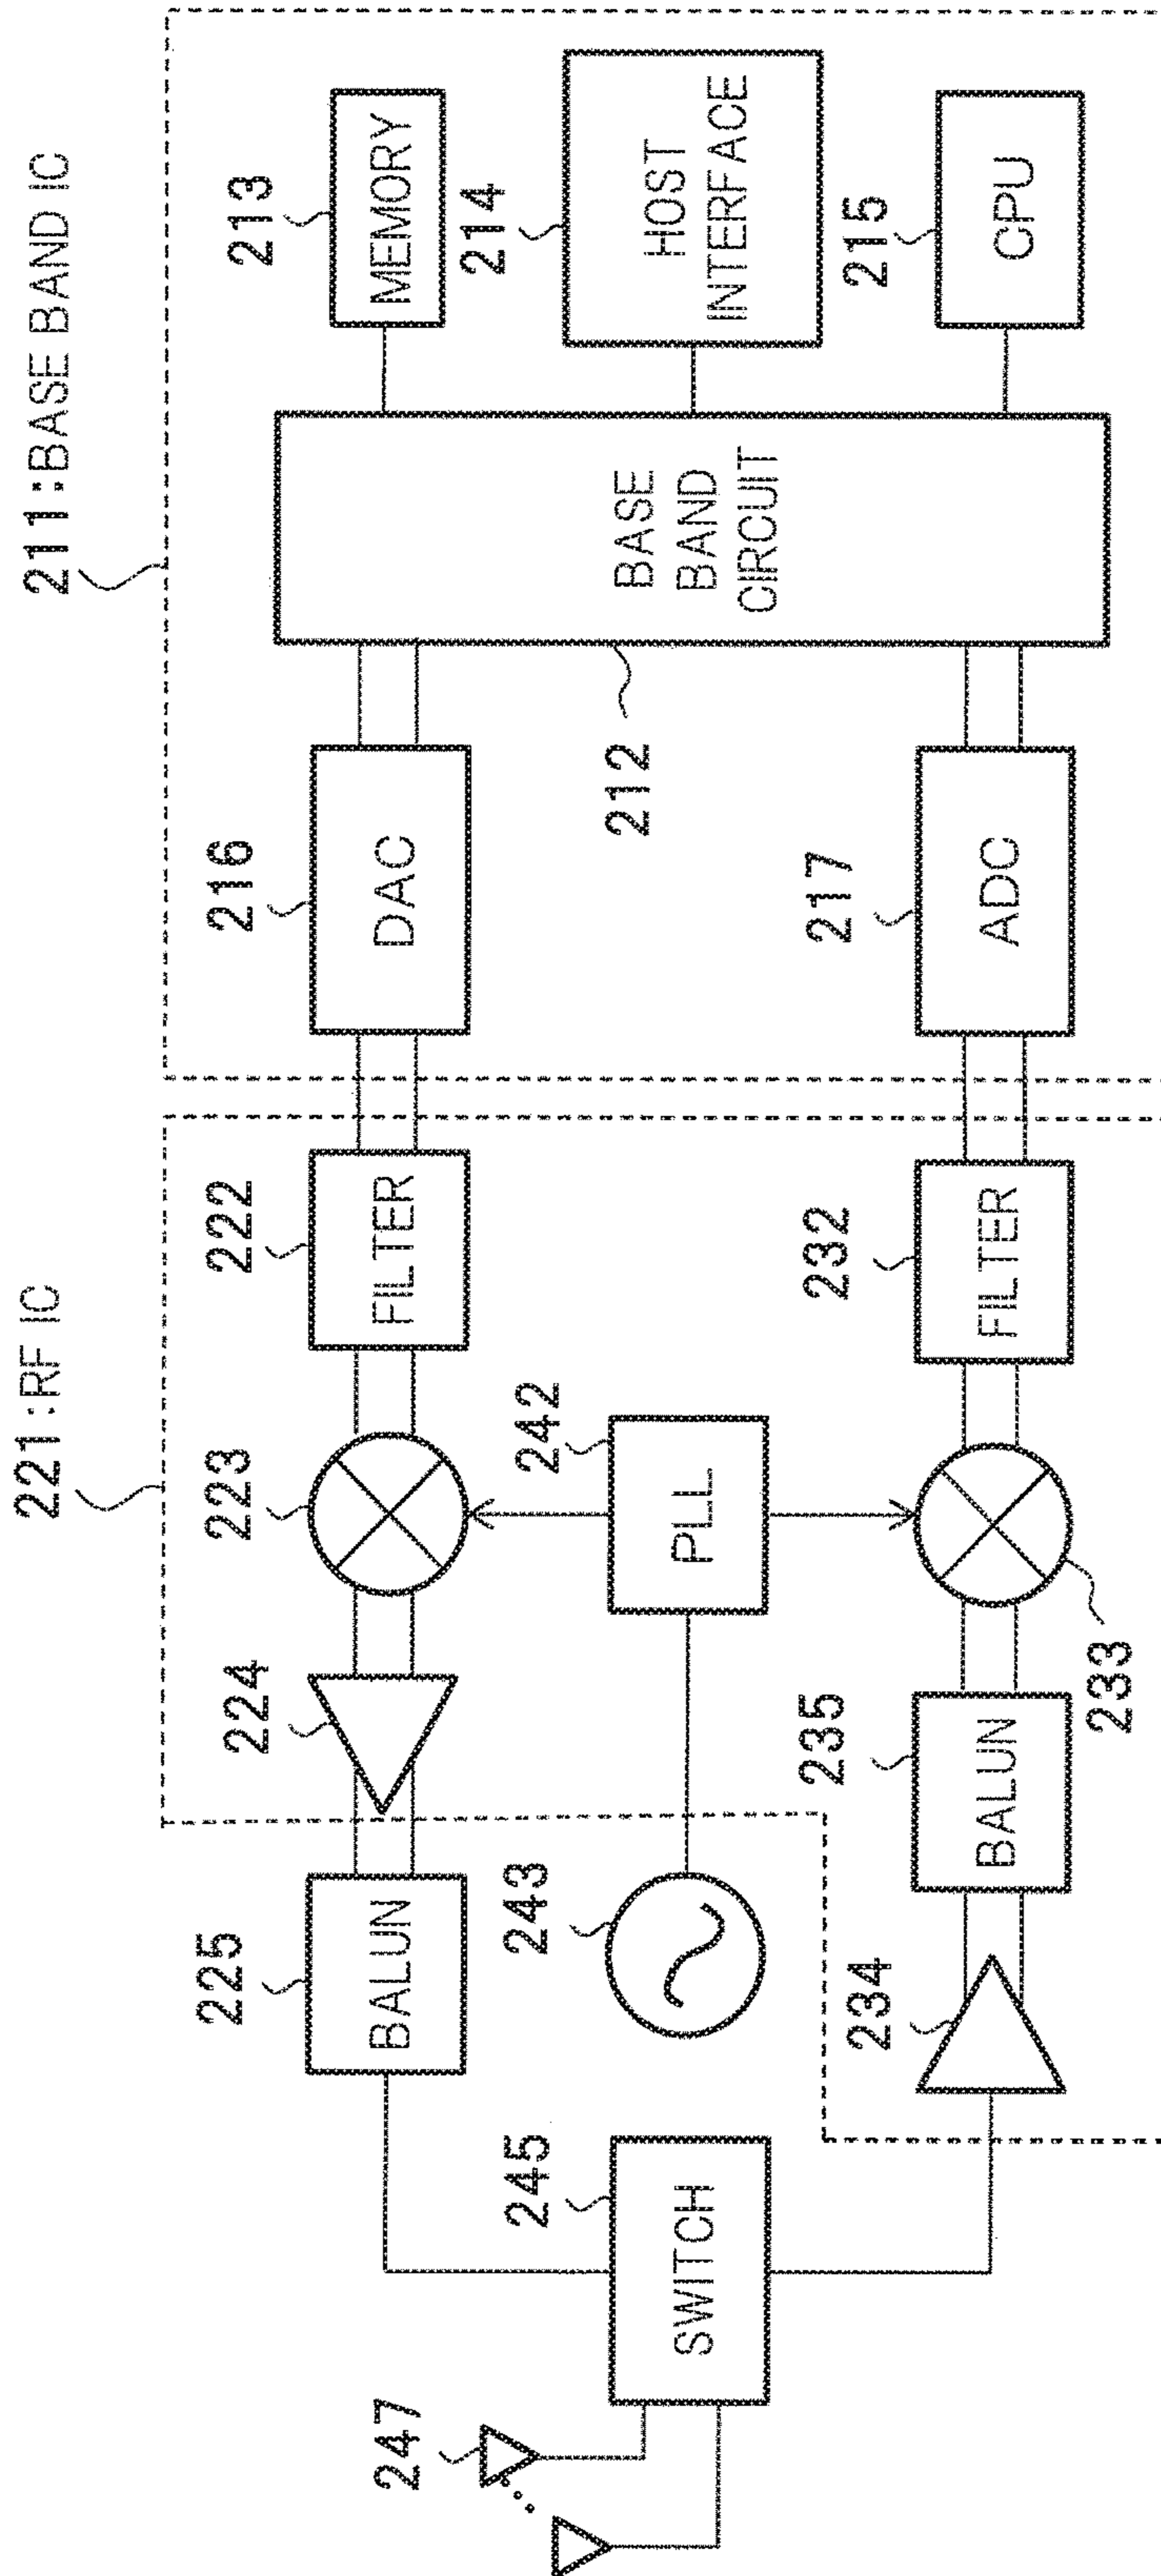 211:BASE BAND IC
221:RF IC
213
MEMORY
214
HOST
INTERFACE
215
CPU
BASE
BAND
CIRCUIT
212
216
DAC
217
ADC
222
FILTER
232
FILTER
223
242
PLL
233
224
235
BALUN
225
BALUN
243
234
245
SWITCH
247